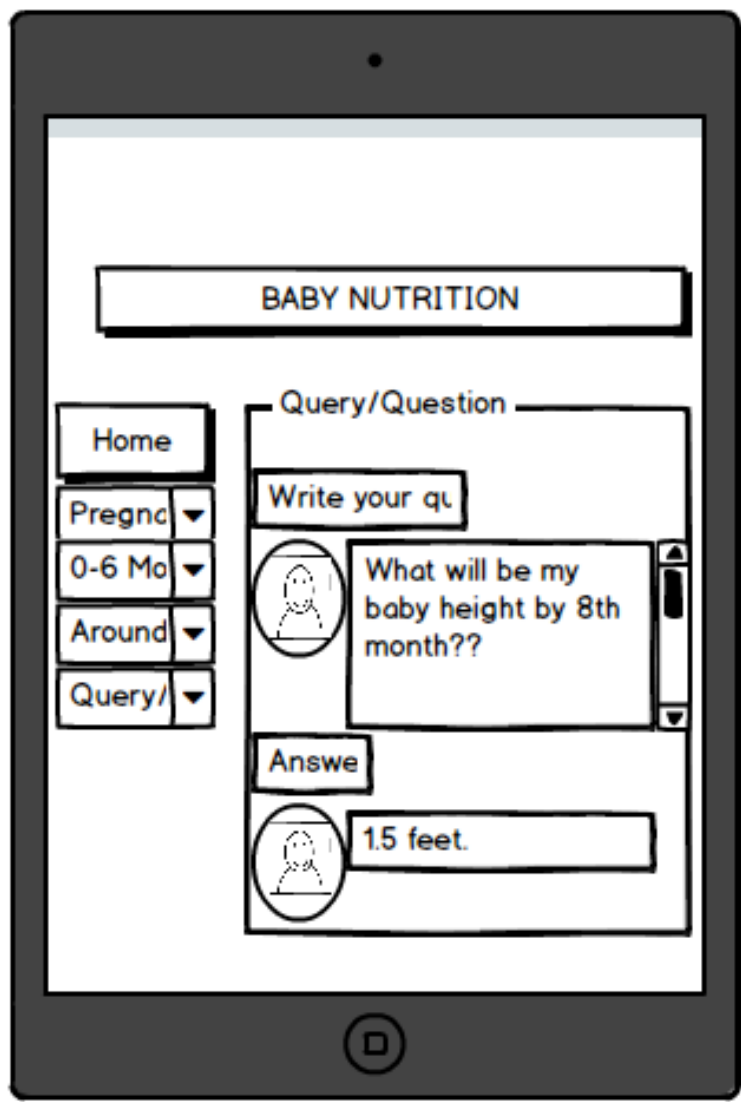 BABY NUTRITION
Home
Pregnc
0-6 Mo
Around
Query/
Query/Question
Write your qu
What will be my
baby height by 8th
month??
Answe
1.5 feet.